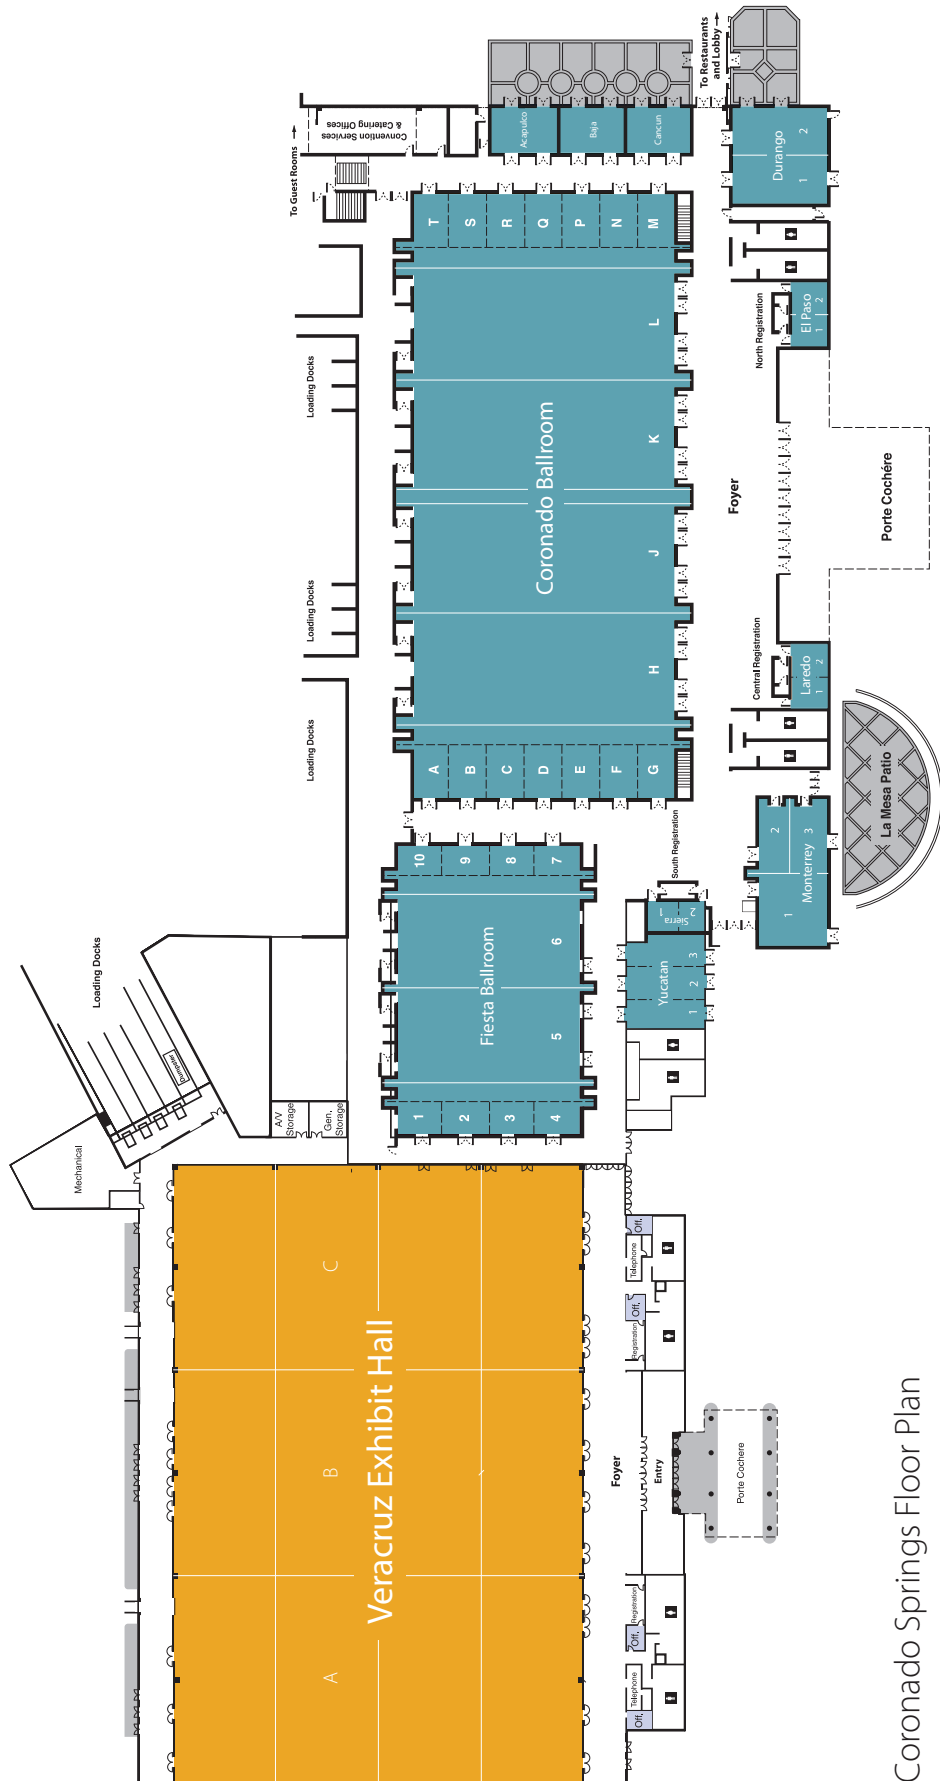 To Restaurants
and Lobby
Convention Services
& Catering Offices
To Guest Rooms
Acapulco
Baja
Cancun
Durango
1
2
T
S
R
Q
P
N
M
North Registration
El Paso
1
2
L
Loading Docks
K
Coronado Ballroom
Foyer
Porte Cochére
J
Loading Docks
H
Central Registration
Laredo
1
2
Loading Docks
A
B
C
D
E
F
G
La Mesa Patio
South Registration
Monterrey
1
2
3
10
9
8
7
Sierra
1
2
Fiesta Ballroom
6
5
Yucatan
1
2
3
Loading Docks
Dumpster
1
2
3
4
A/V
Storage
Gen.
Storage
Mechanical
Off.
Telephone
Off.
Registration
C
Veracruz Exhibit Hall
B
A
Foyer
Entry
Porte Cochere
Registration
Off.
Telephone
Off.
Coronado Springs Floor Plan